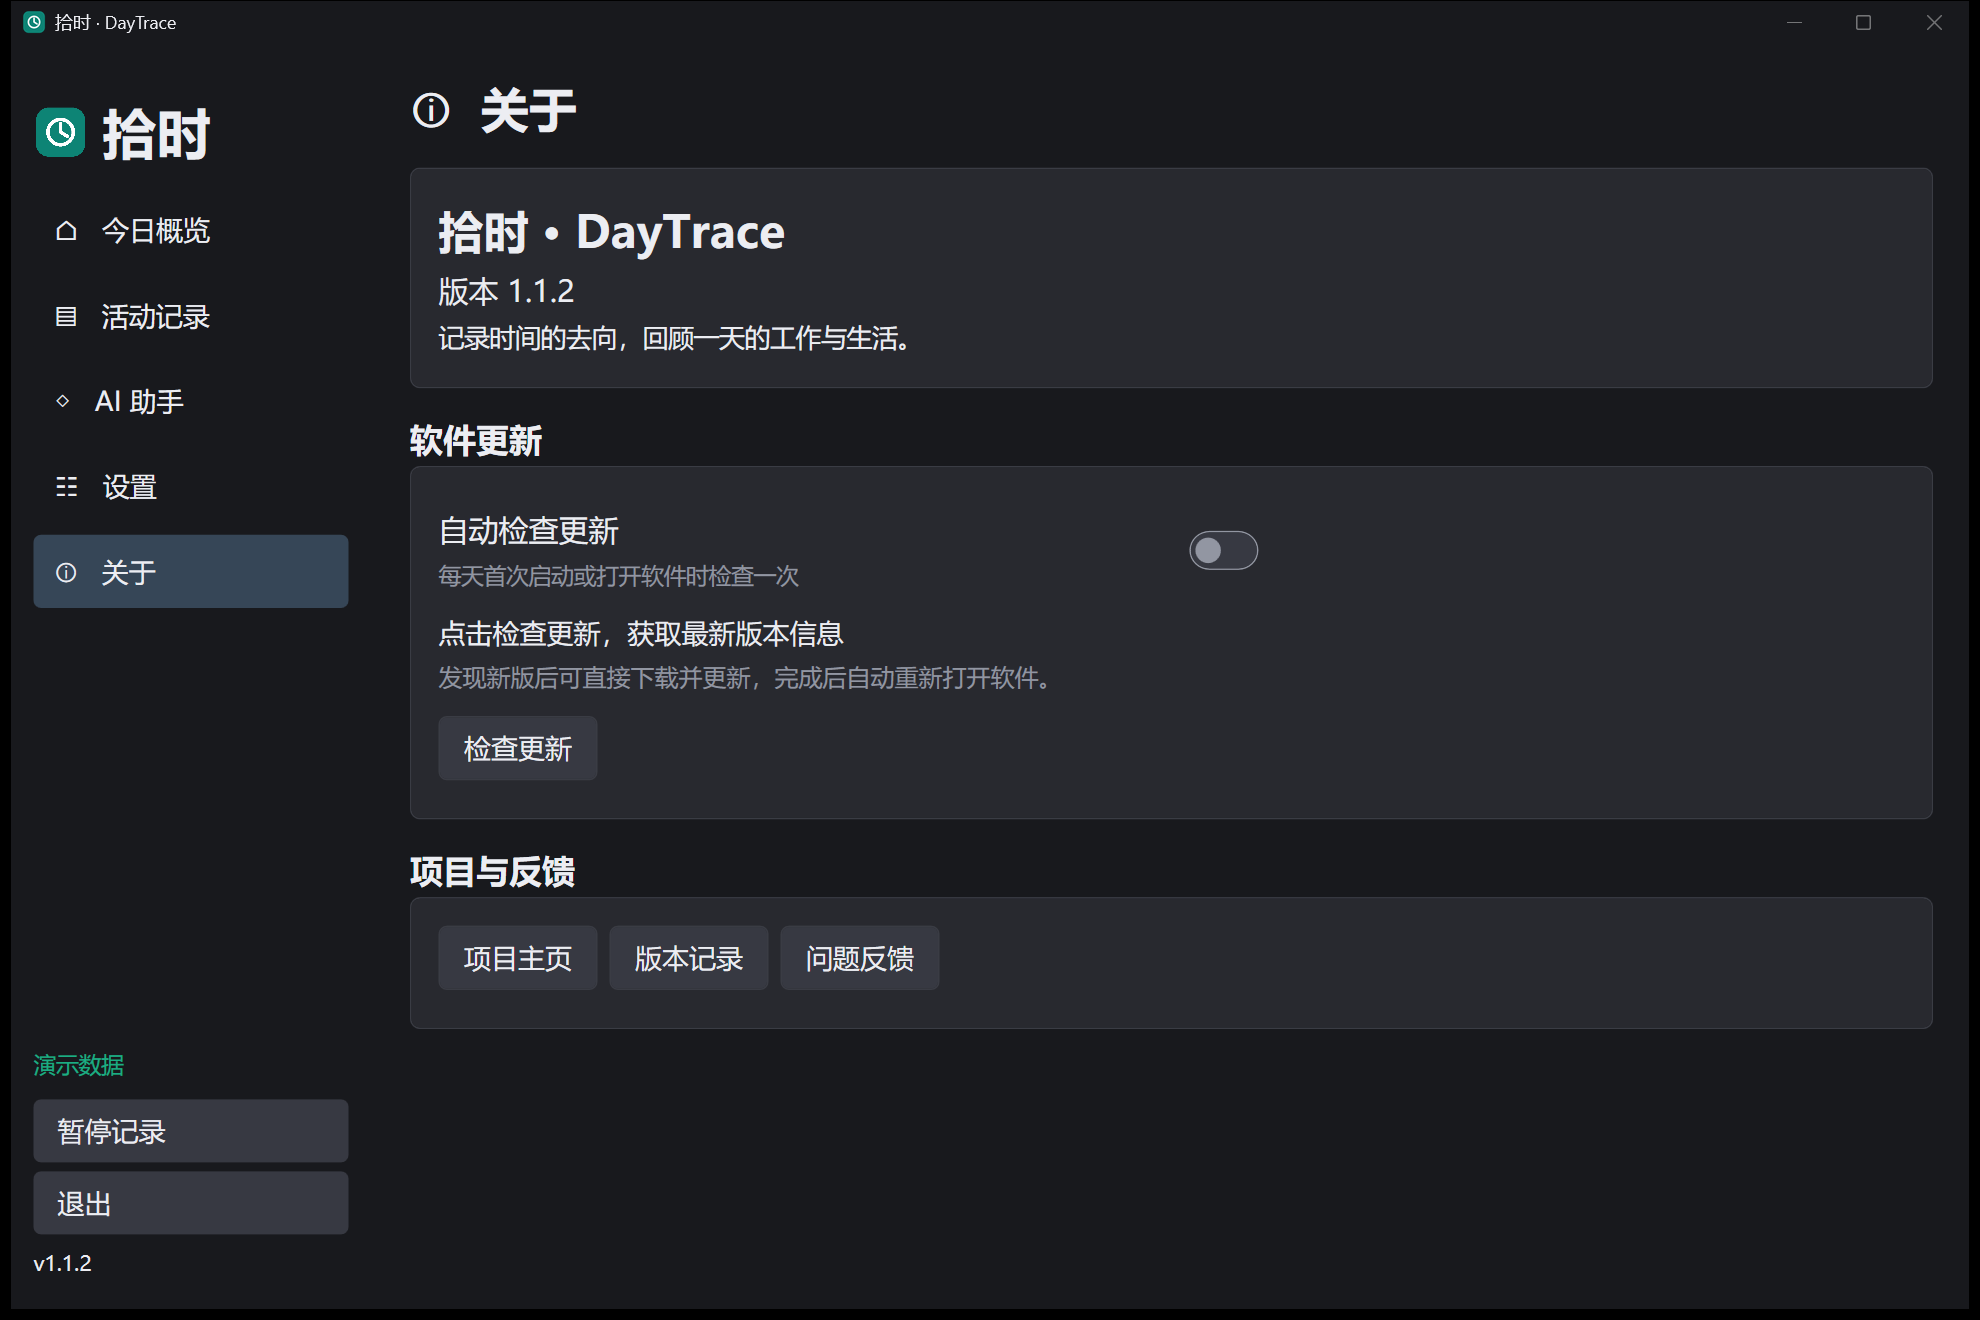 拾时 · DayTrace
拾时
今日概览
活动记录
AI 助手
设置
关于
演示数据
暂停记录
退出
v1.1.2
关于
拾时 • DayTrace
版本 1.1.2
记录时间的去向，回顾一天的工作与生活。
软件更新
自动检查更新
每天首次启动或打开软件时检查一次
点击检查更新，获取最新版本信息
发现新版后可直接下载并更新，完成后自动重新打开软件。
检查更新
项目与反馈
项目主页 版本记录 问题反馈